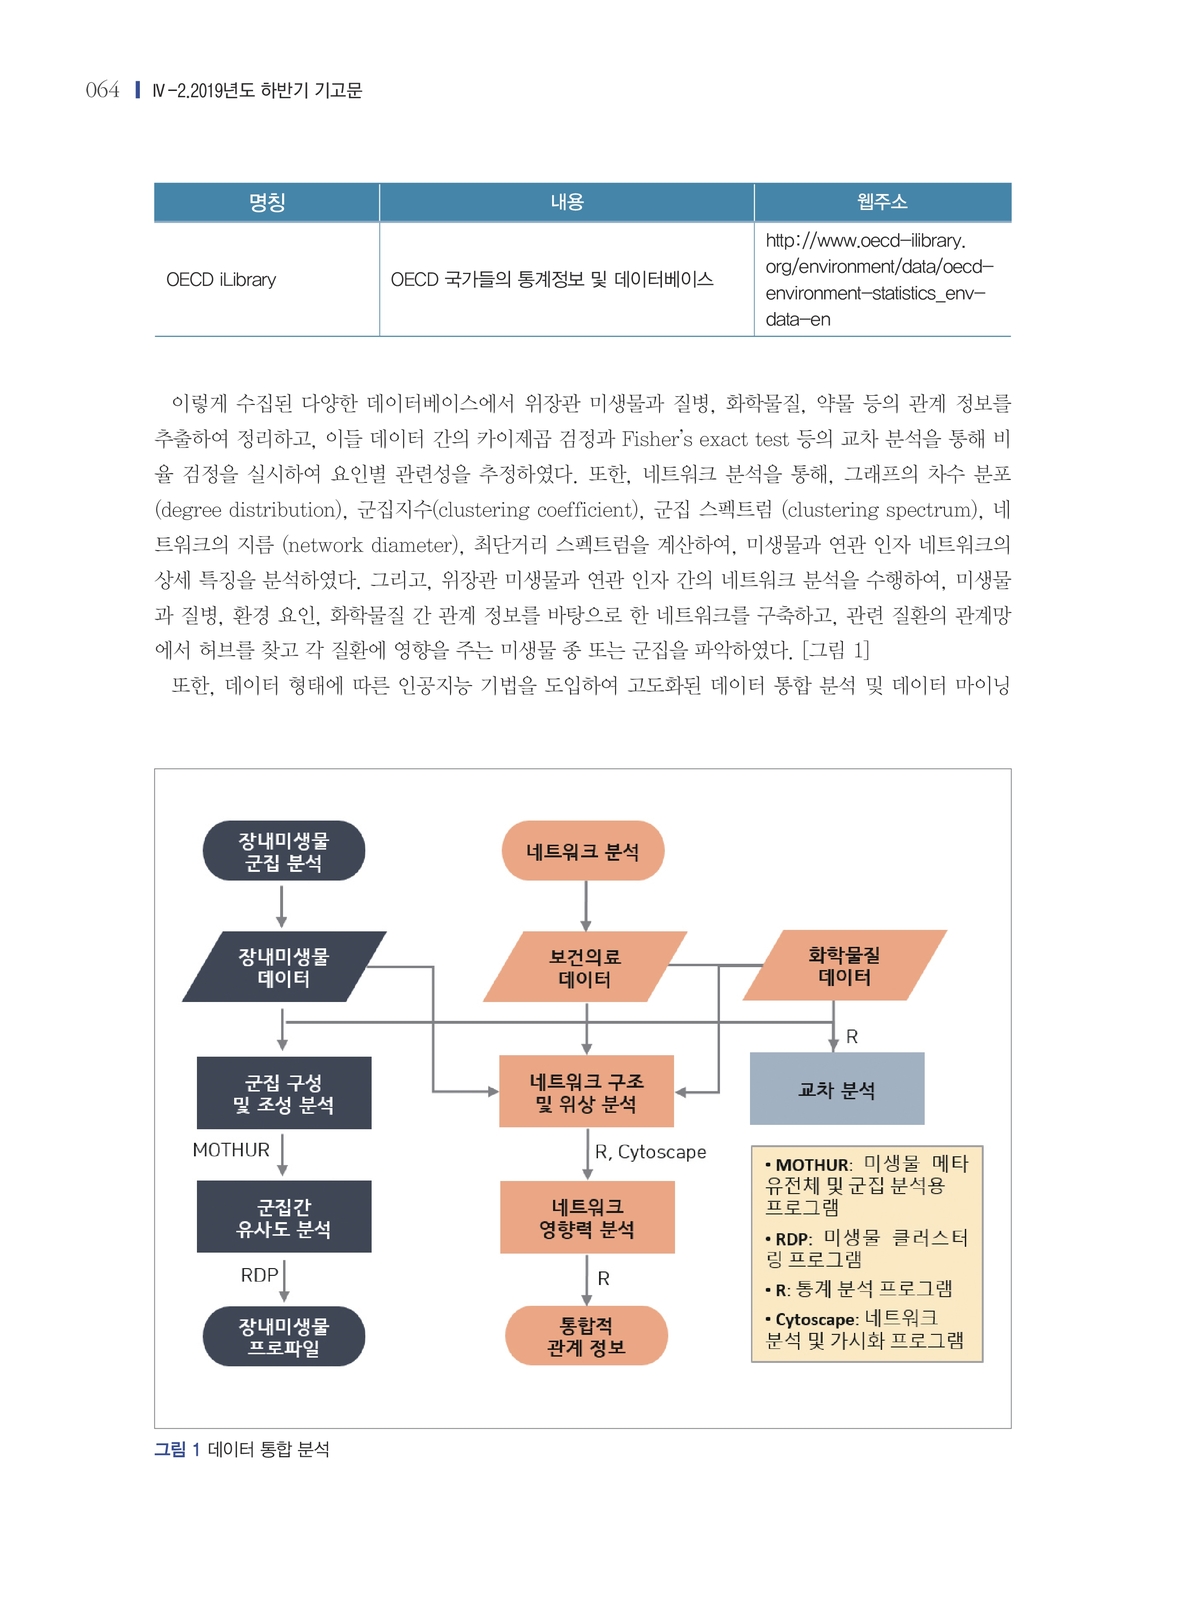 064 Ⅳ-2.2019년도 하반기 기고문
명칭 내용 웹주소
OECD iLibrary OECD 국가들의 통계정보 및 데이터베이스
http://www.oecd-ilibrary.
org/environment/data/oecd-
environment-statistics_env-
data-en
이렇게 수집된 다양한 데이터베이스에서 위장관 미생물과 질병, 화학물질, 약물 등의 관계 정보를
추출하여 정리하고, 이들 데이터 간의 카이제곱 검정과 Fisher's exact test 등의 교차 분석을 통해 비
율 검정을 실시하여 요인별 관련성을 추정하였다. 또한, 네트워크 분석을 통해, 그래프의 차수 분포
(degree distribution), 군집지수(clustering coefficient), 군집 스펙트럼 (clustering spectrum), 네
트워크의 지름 (network diameter), 최단거리 스펙트럼을 계산하여, 미생물과 연관 인자 네트워크의
상세 특징을 분석하였다. 그리고, 위장관 미생물과 연관 인자 간의 네트워크 분석을 수행하여, 미생물
과 질병, 환경 요인, 화학물질 간 관계 정보를 바탕으로 한 네트워크를 구축하고, 관련 질환의 관계망
에서 허브를 찾고 각 질환에 영향을 주는 미생물 종 또는 군집을 파악하였다. [그림 1]
또한, 데이터 형태에 따른 인공지능 기법을 도입하여 고도화된 데이터 통합 분석 및 데이터 마이닝
장내미생물
군집 분석
네트워크 분석
장내미생물
데이터
보건의료
데이터
화학물질
데이터
R
군집 구성
및 조성 분석
네트워크 구조
및 위상 분석
교차 분석
MOTHUR
R, Cytoscape
군집간
유사도 분석
네트워크
영향력 분석
RDP
R
장내미생물
프로파일
통합적
관계 정보
• MOTHUR: 미생물 메타
유전체 및 군집 분석용
프로그램
• RDP: 미생물 클러스터
링 프로그램
• R: 통계 분석 프로그램
• Cytoscape: 네트워크
분석 및 가시화 프로그램
그림 1 데이터 통합 분석